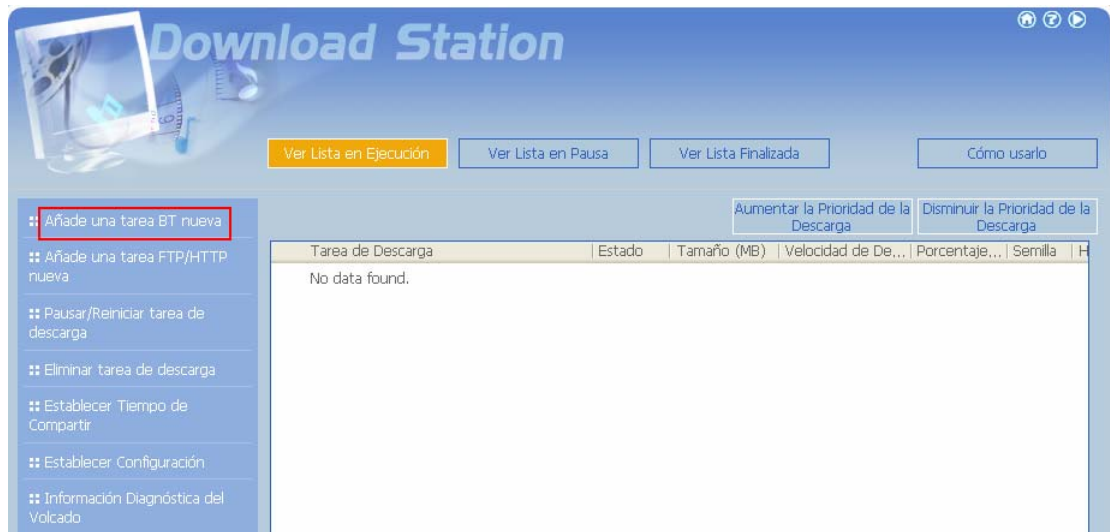 Download Station
Ver Lista en Ejecución
Ver Lista en Pausa
Ver Lista Finalizada
Cómo usarlo
Añade una tarea BT nueva
Añade una tarea FTP/HTTP
nueva
Pausar/Reiniciar tarea de
descarga
Eliminar tarea de descarga
Establecer Tiempo de
Compartir
Establecer Configuración
Información Diagnóstica del
Volcado
Aumentar la Prioridad de la
Descarga
Disminuir la Prioridad de la
Descarga
Tarea de Descarga Estado Tamaño (MB) Velocidad de De... Porcentaje... Semilla H
No data found.